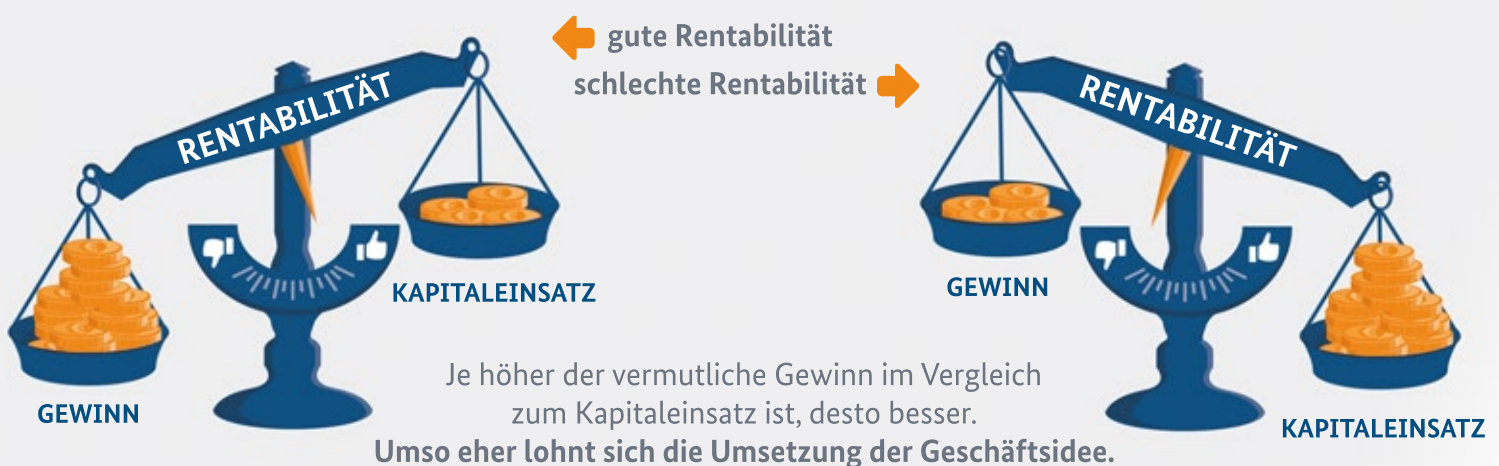 gute Rentabilität
schlechte Rentabilität
RENTABILITÄT
GEWINN
KAPITALEINSATZ
RENTABILITÄT
GEWINN
KAPITALEINSATZ
Je höher der vermutliche Gewinn im Vergleich
zum Kapitaleinsatz ist, desto besser.
Umso eher lohnt sich die Umsetzung der Geschäftsidee.